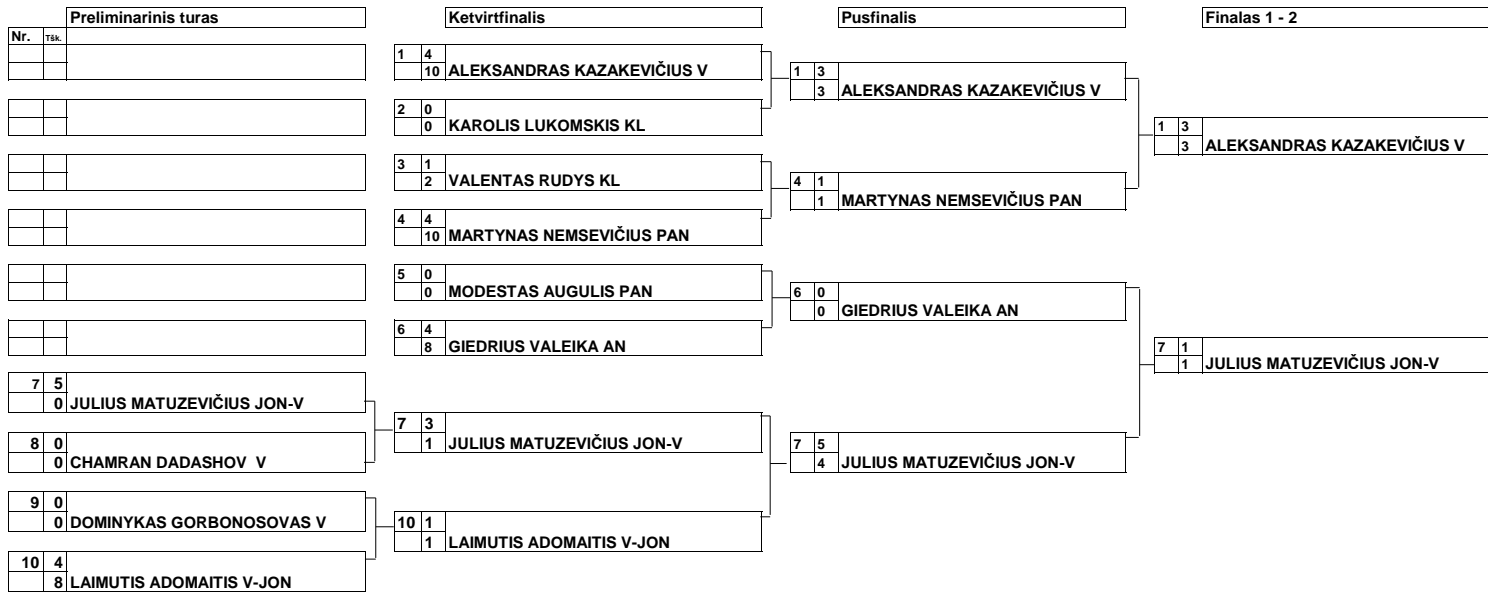 Preliminarinis turas
Ketvirtfinalis
Pusfinalis
Finalas 1 - 2
Nr. Tšk.
1 4
10 ALEKSANDRAS KAZAKEVIČIUS V
2 0
0 KAROLIS LUKOMSKIS KL
3 1
2 VALENTAS RUDYS KL
4 4
10 MARTYNAS NEMSEVIČIUS PAN
5 0
0 MODESTAS AUGULIS PAN
6 4
8 GIEDRIUS VALEIKA AN
7 5
0 JULIUS MATUZEVIČIUS JON-V
8 0
0 CHAMRAN DADASHOV V
9 0
0 DOMINYKAS GORBONOSOVAS V
10 4
8 LAIMUTIS ADOMAITIS V-JON
7 3
1 JULIUS MATUZEVIČIUS JON-V
10 1
1 LAIMUTIS ADOMAITIS V-JON
1 3
3 ALEKSANDRAS KAZAKEVIČIUS V
4 1
1 MARTYNAS NEMSEVIČIUS PAN
6 0
0 GIEDRIUS VALEIKA AN
7 5
4 JULIUS MATUZEVIČIUS JON-V
1 3
3 ALEKSANDRAS KAZAKEVIČIUS V
7 1
1 JULIUS MATUZEVIČIUS JON-V